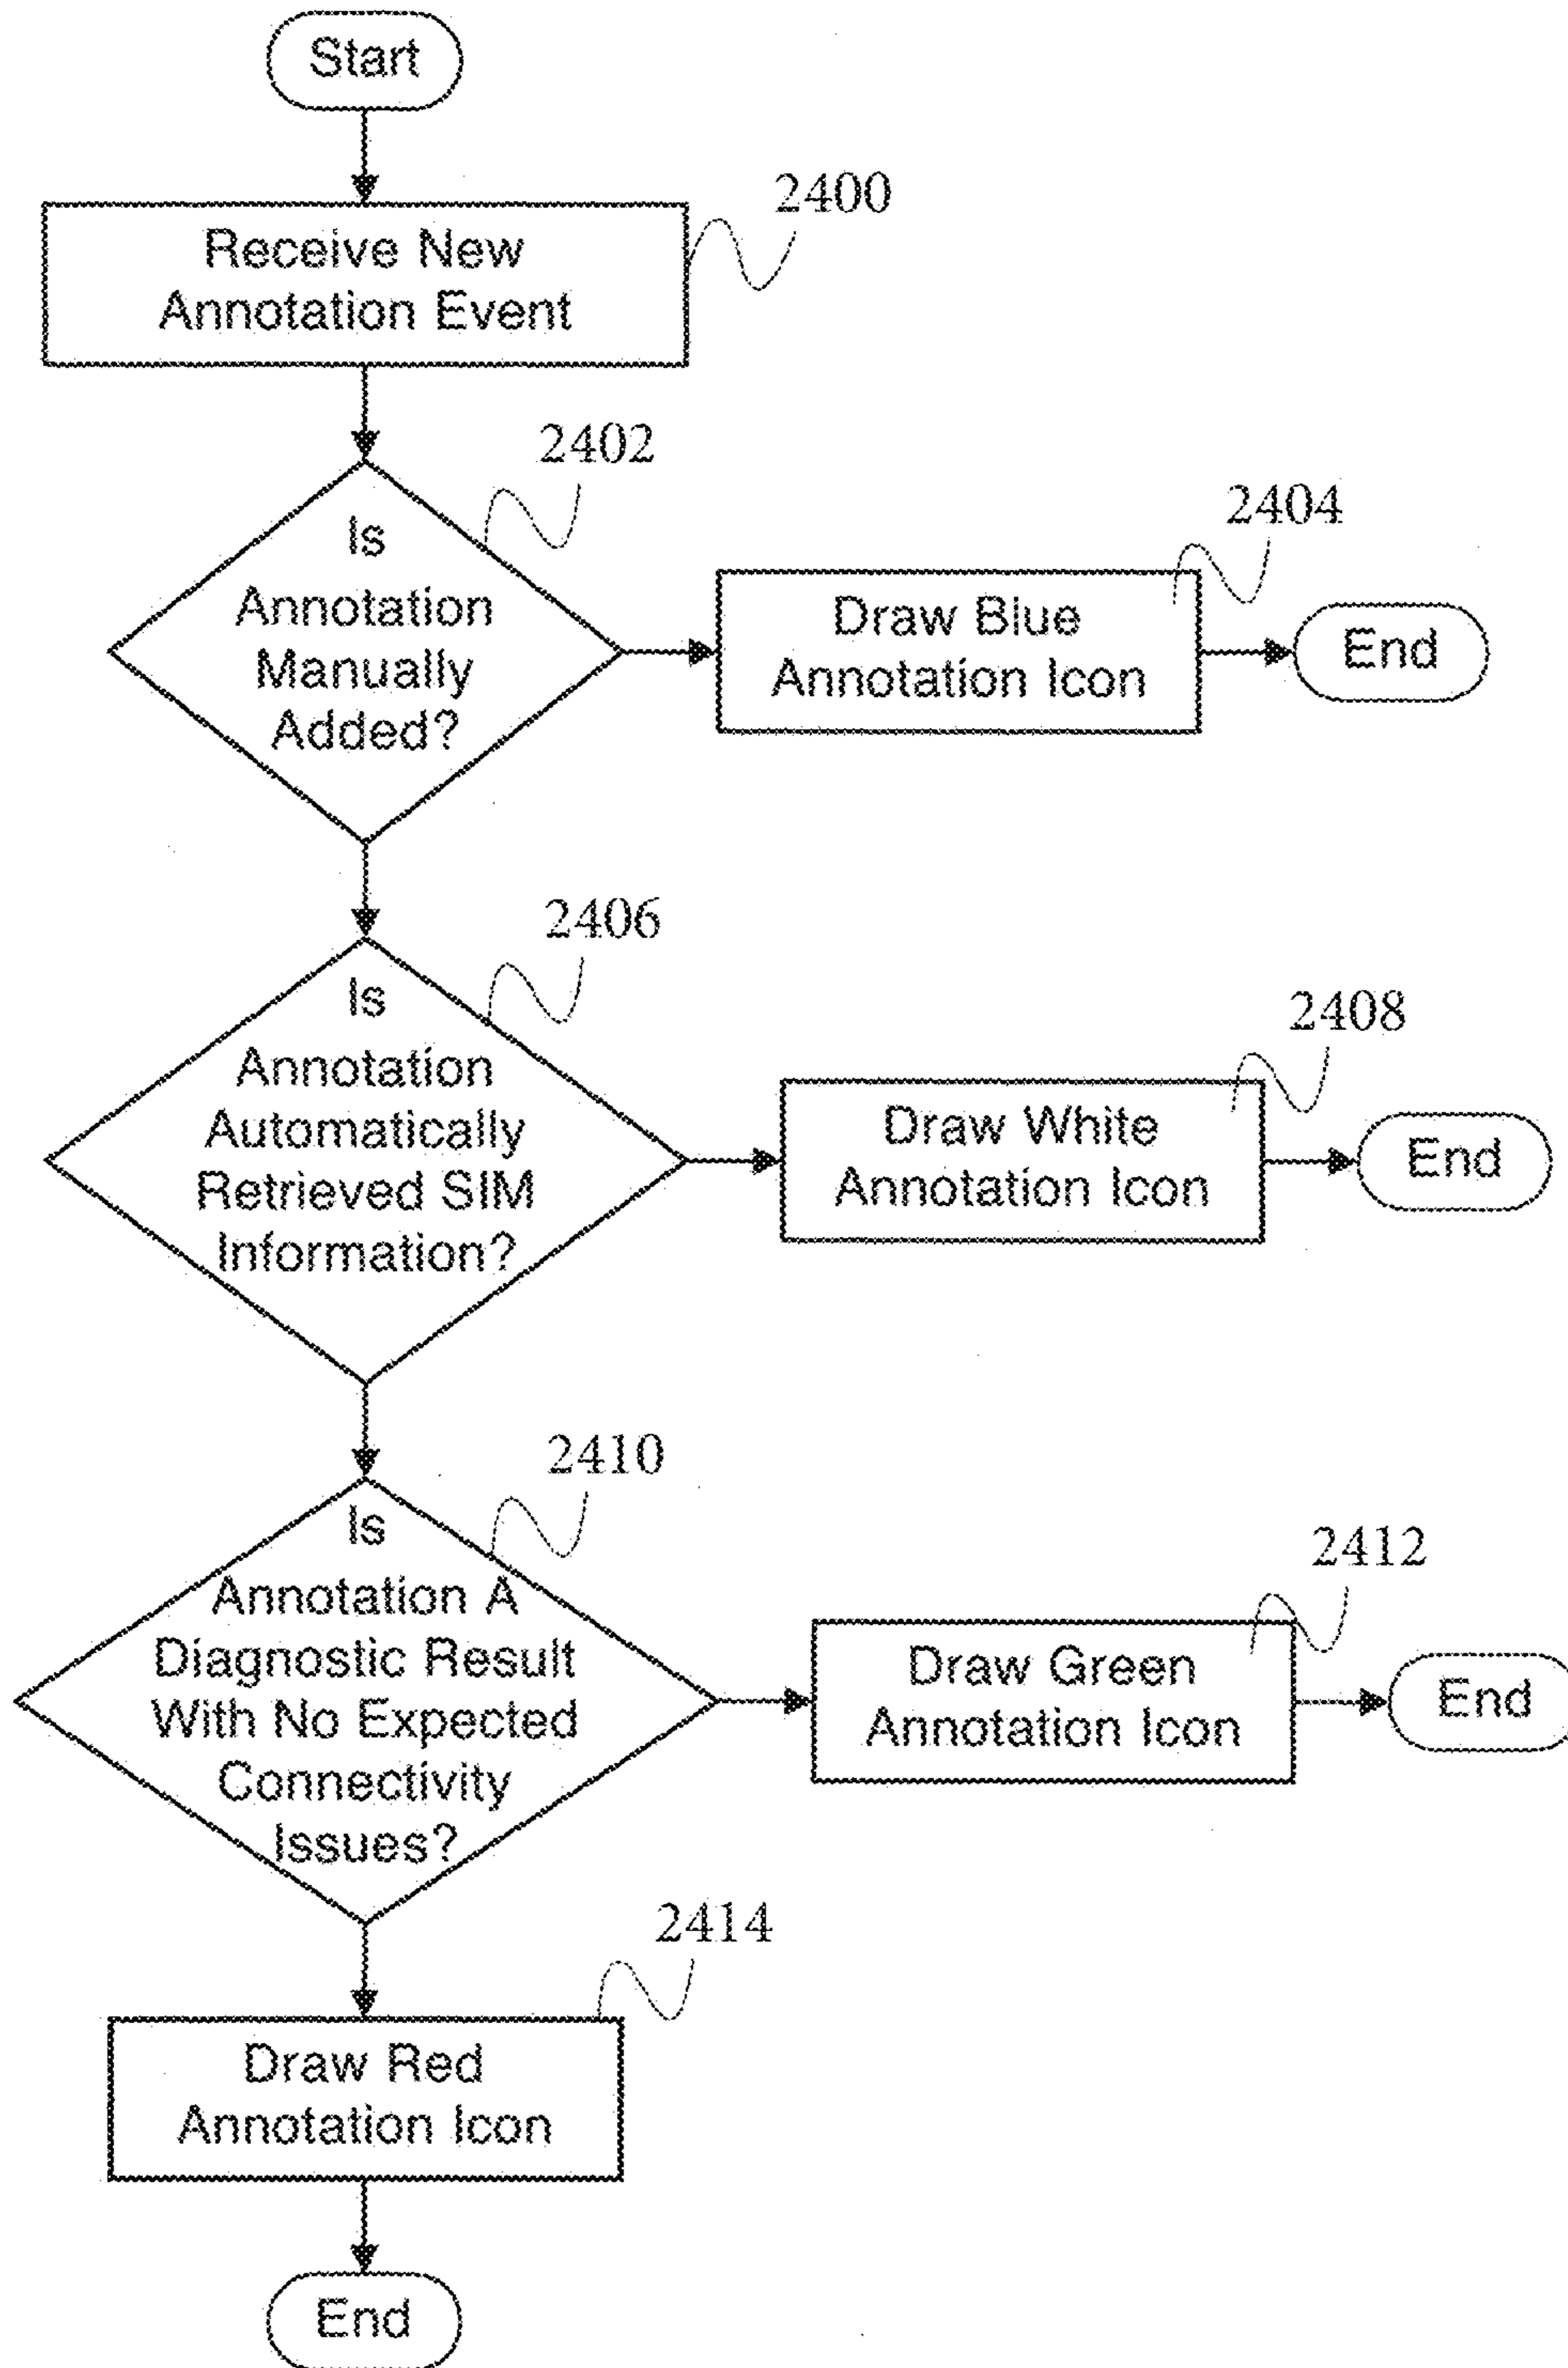 Start
2400
Receive New
Annotation Event
2402
Is
Annotation
Manually
Added?
2404
Draw Blue
Annotation Icon
End
2406
Is
Annotation
Automatically
Retrieved SIM
Information?
2408
Draw White
Annotation Icon
End
2410
Is
Annotation A
Diagnostic Result
With No Expected
Connectivity
Issues?
2412
Draw Green
Annotation Icon
End
2414
Draw Red
Annotation Icon
End